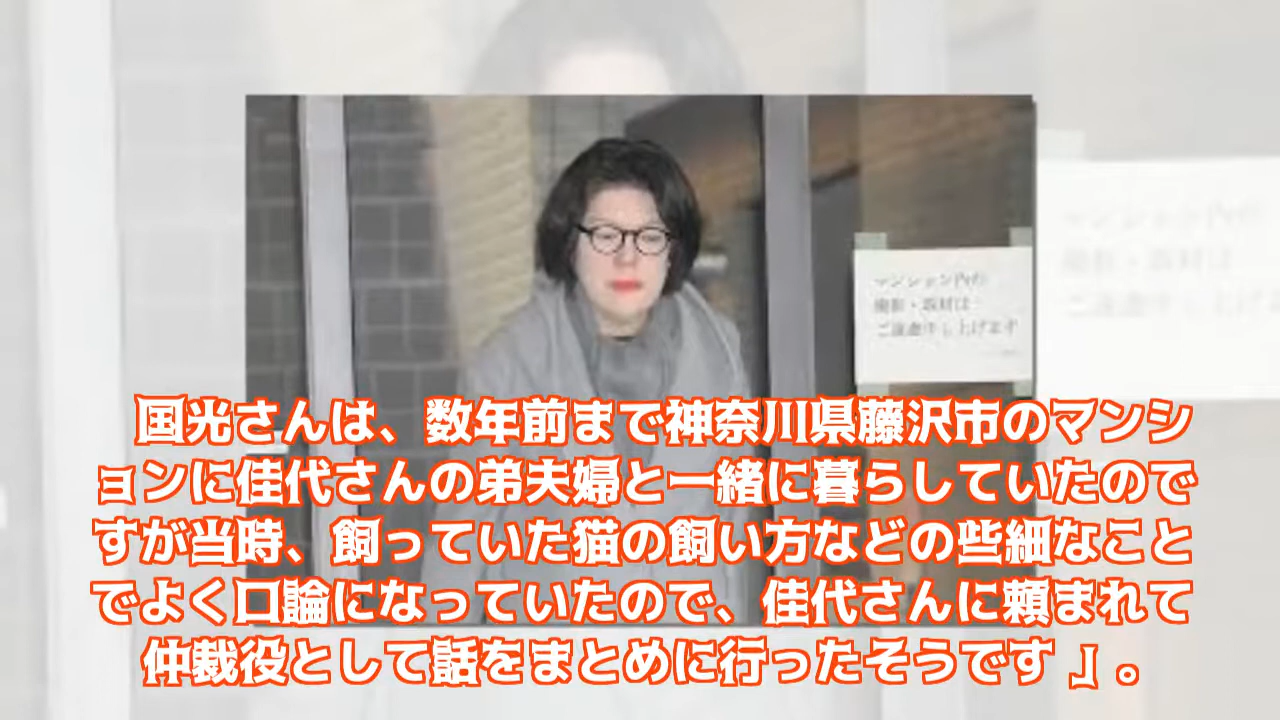 マンション内の
撮影・取材は
ご遠慮申し上げます
国光さんは、数年前まで神奈川県藤沢市のマンシ
ョンに佳代さんの弟夫婦と一緒に暮らしていたので
すが当時、飼っていた猫の飼い方などの些細なこと
でよく口論になっていたので、佳代さんに頼まれて
仲裁役として話をまとめに行ったそうです 」。